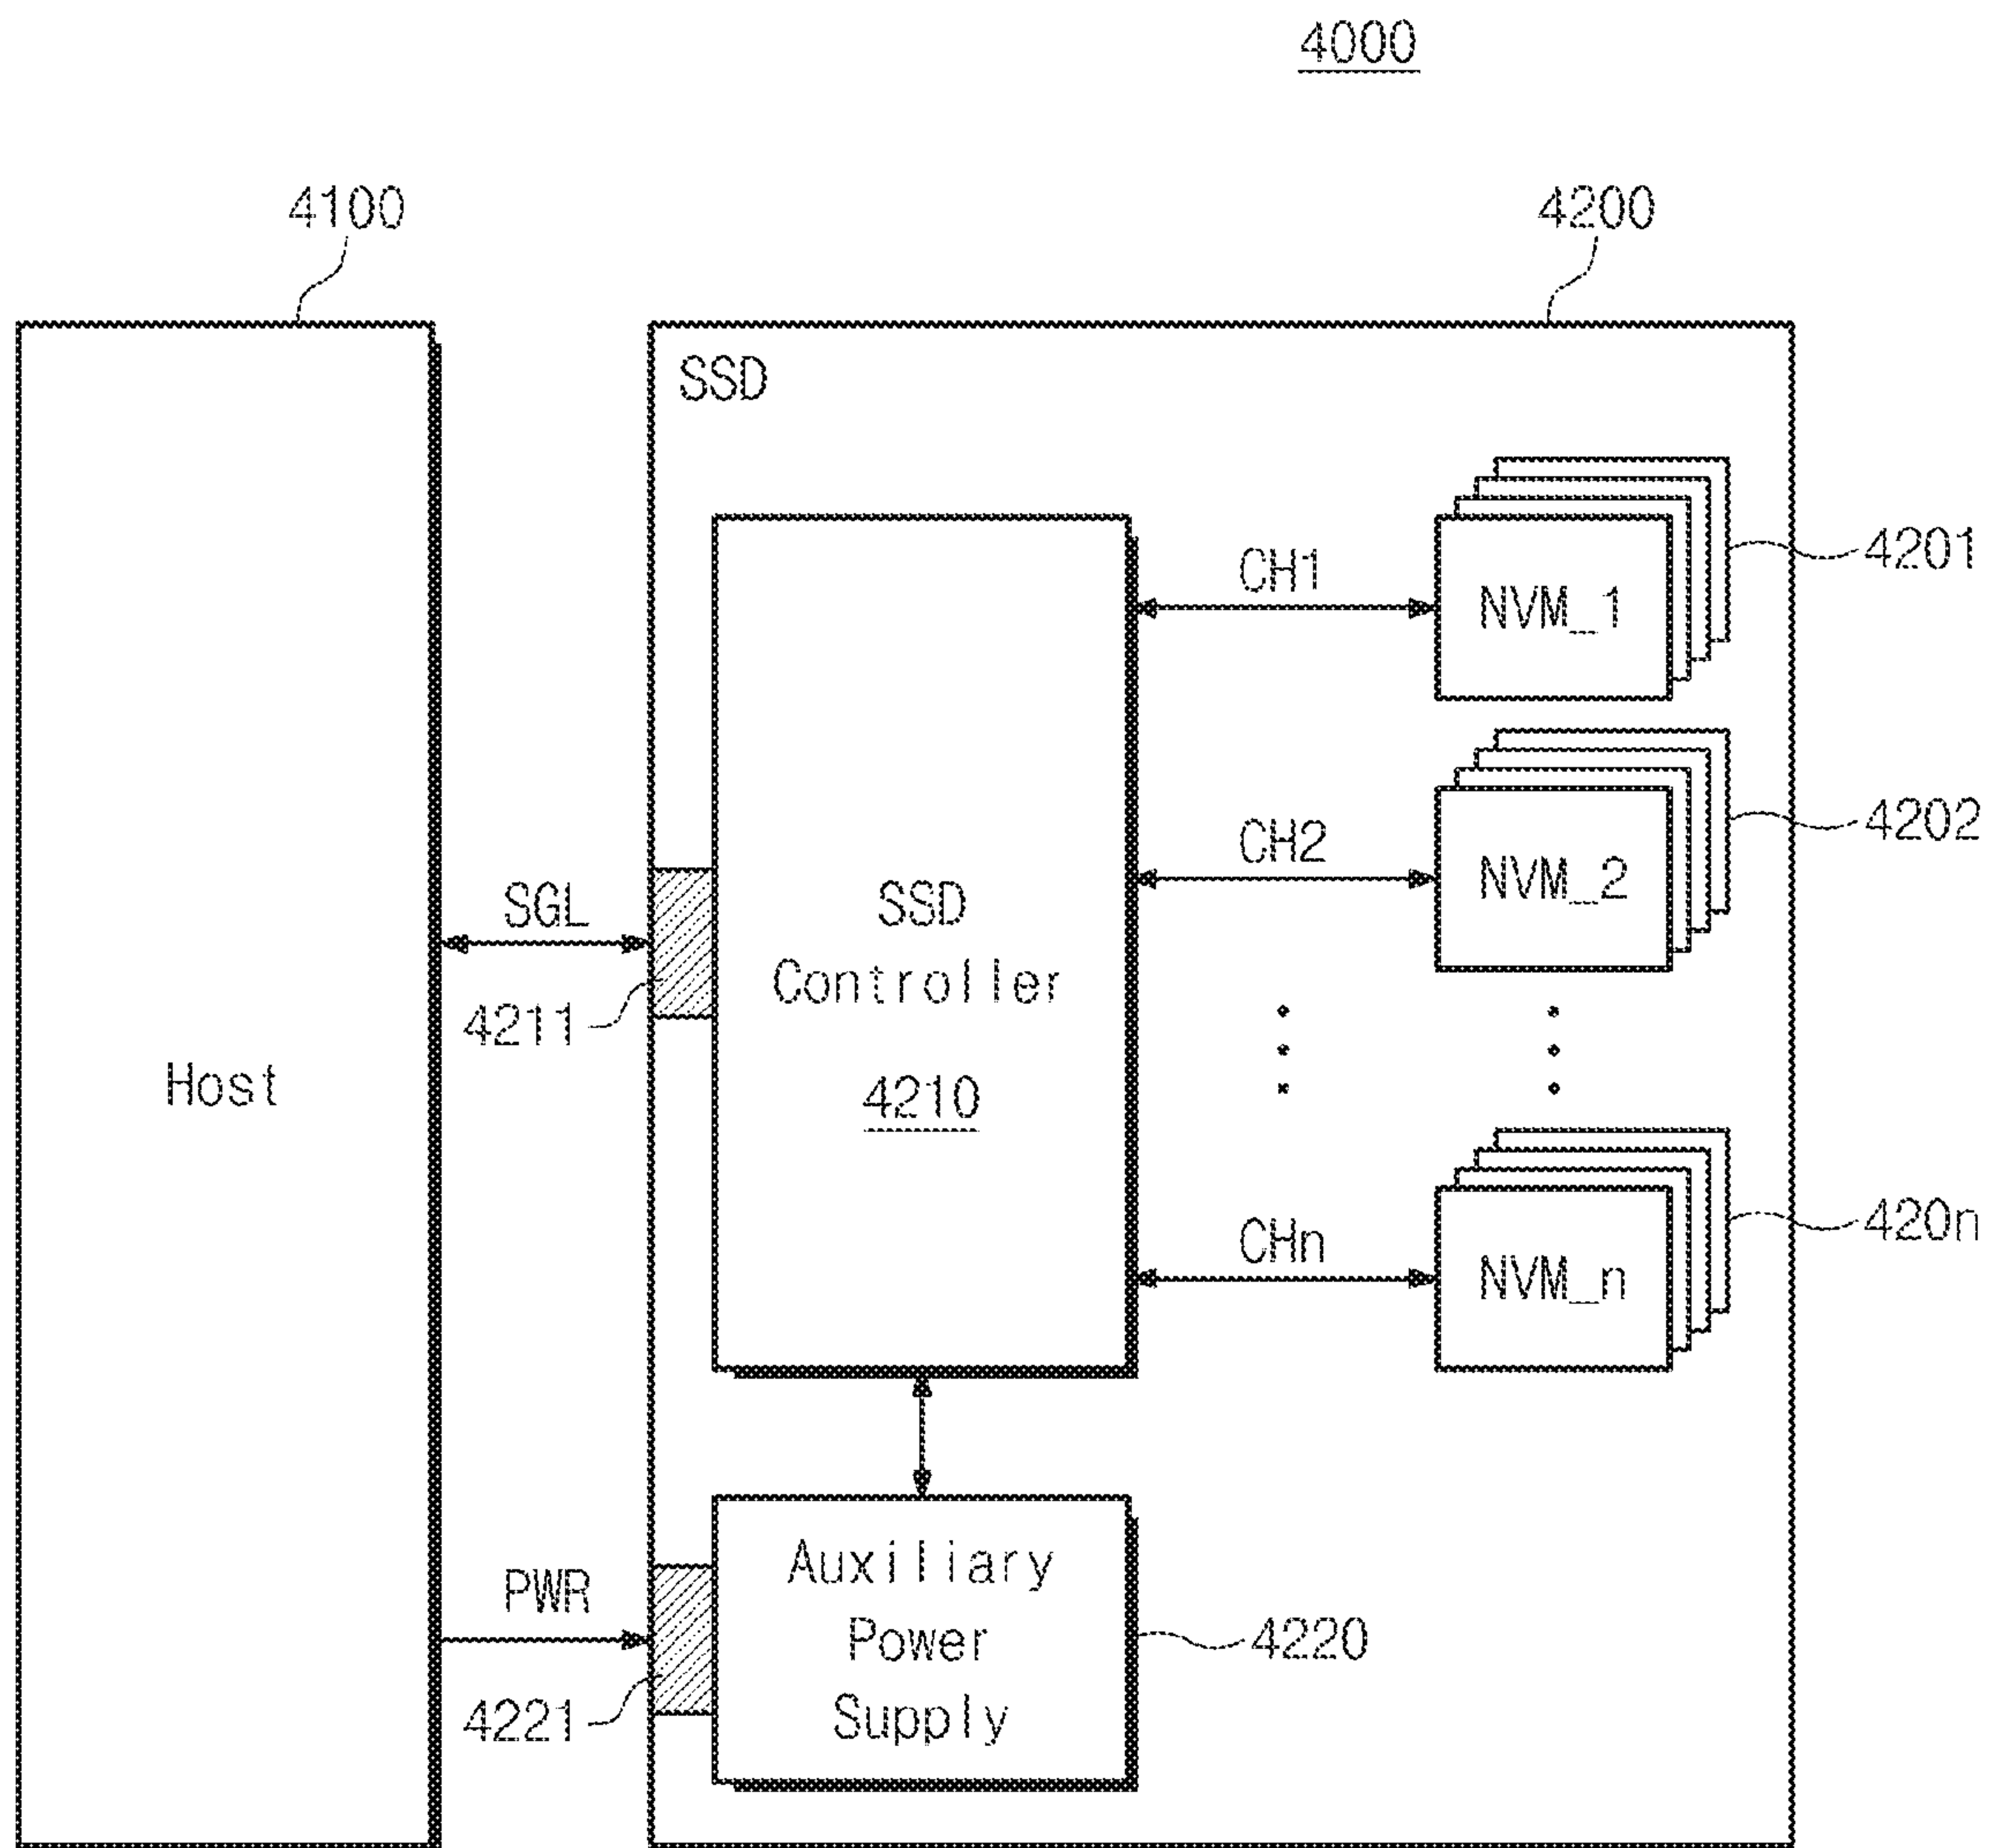 4000
4100
4200
SSD
4201
CH1
NVM_1
4202
CH2
NVM_2
SGL
SSD
Controller
4210
4211
Host
420n
CHn
NVM_n
Auxiliary
Power
Supply
PWR
4220
4221